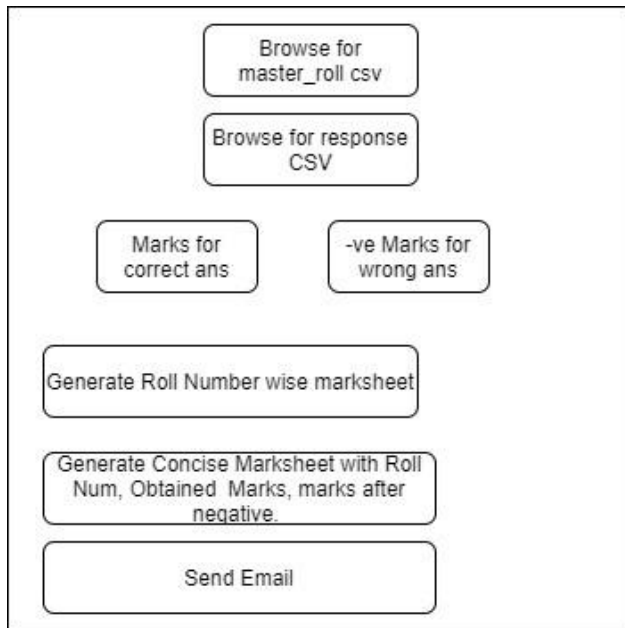 Browse for
master_roll csv
Browse for response
CSV
Marks for
correct ans
-ve Marks for
wrong ans
Generate Roll Number wise marksheet
Generate Concise Marksheet with Roll
Num, Obtained Marks, marks after
negative.
Send Email